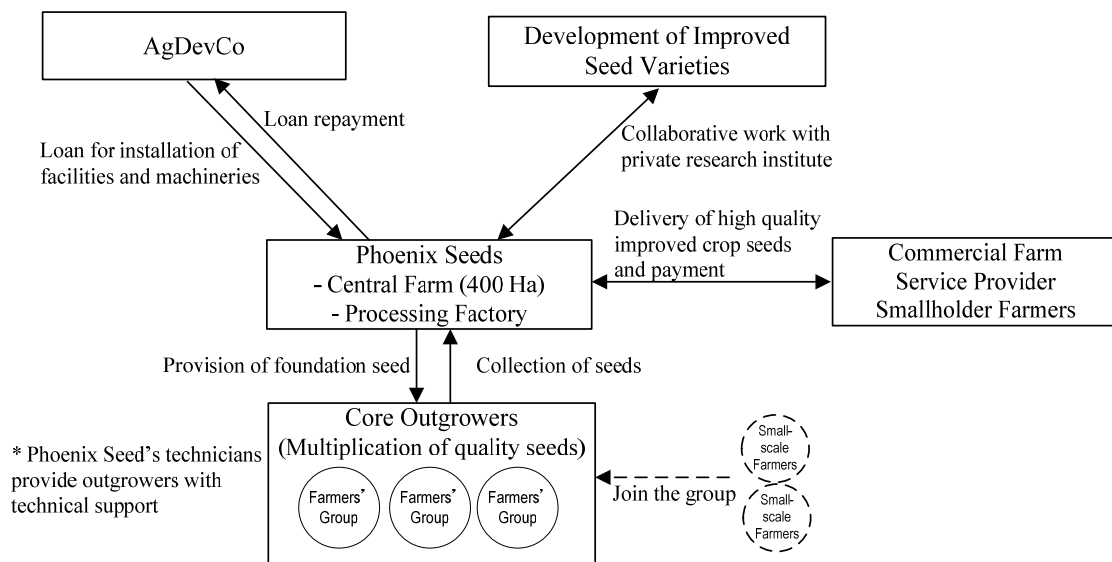 AgDevCo
Development of Improved
Seed Varieties
Loan repayment
Loan for installation of
facilities and machineries
Collaborative work with
private research institute
Delivery of high quality
improved crop seeds
and payment
Phoenix Seeds
- Central Farm (400 Ha)
- Processing Factory
Commercial Farm
Service Provider
Smallholder Farmers
Provision of foundation seed
Collection of seeds
Core Outgrowers
(Multiplication of quality seeds)
* Phoenix Seed's technicians
provide outgrowers with
technical support
Farmers'
Group
Farmers'
Group
Farmers'
Group
Join the group
Small-
scale
Farmers
Small-
scale
Farmers